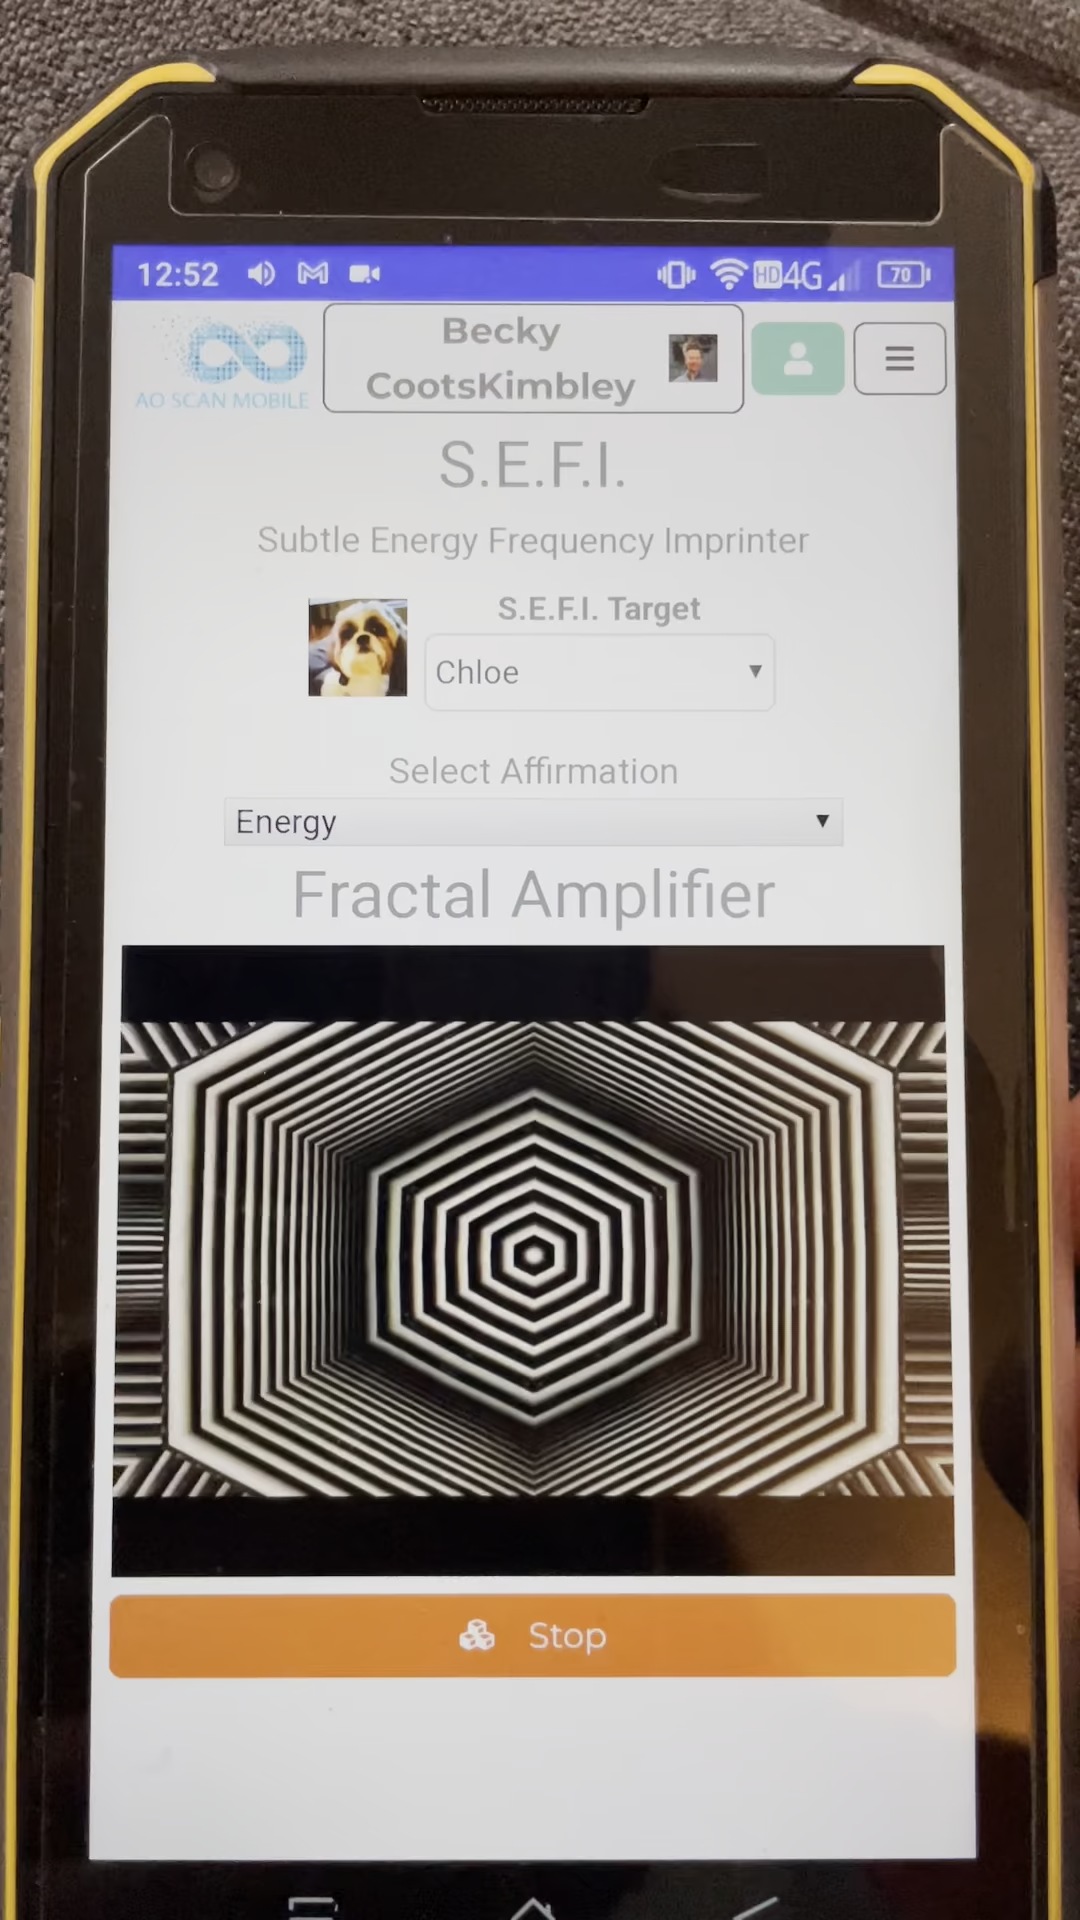 12:52 HD 4G 70
AO SCAN MOBILE
Becky
CootsKimbley
S.E.F.I.
Subtle Energy Frequency Imprinter
S.E.F.I. Target
Chloe
Select Affirmation
Energy
Fractal Amplifier
Stop